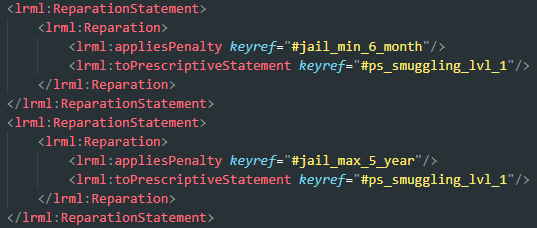 <lrml:ReparationStatement>
<lrml:Reparation>
<lrml:appliesPenalty keyref="#jail_min_6_month"/>
<lrml:toPrescriptiveStatement keyref="#ps_smuggling_lvl_1"/>
</lrml:Reparation>
</lrml:ReparationStatement>
<lrml:ReparationStatement>
<lrml:Reparation>
<lrml:appliesPenalty keyref="#jail_max_5_year"/>
<lrml:toPrescriptiveStatement keyref="#ps_smuggling_lvl_1"/>
</lrml:Reparation>
</lrml:ReparationStatement>